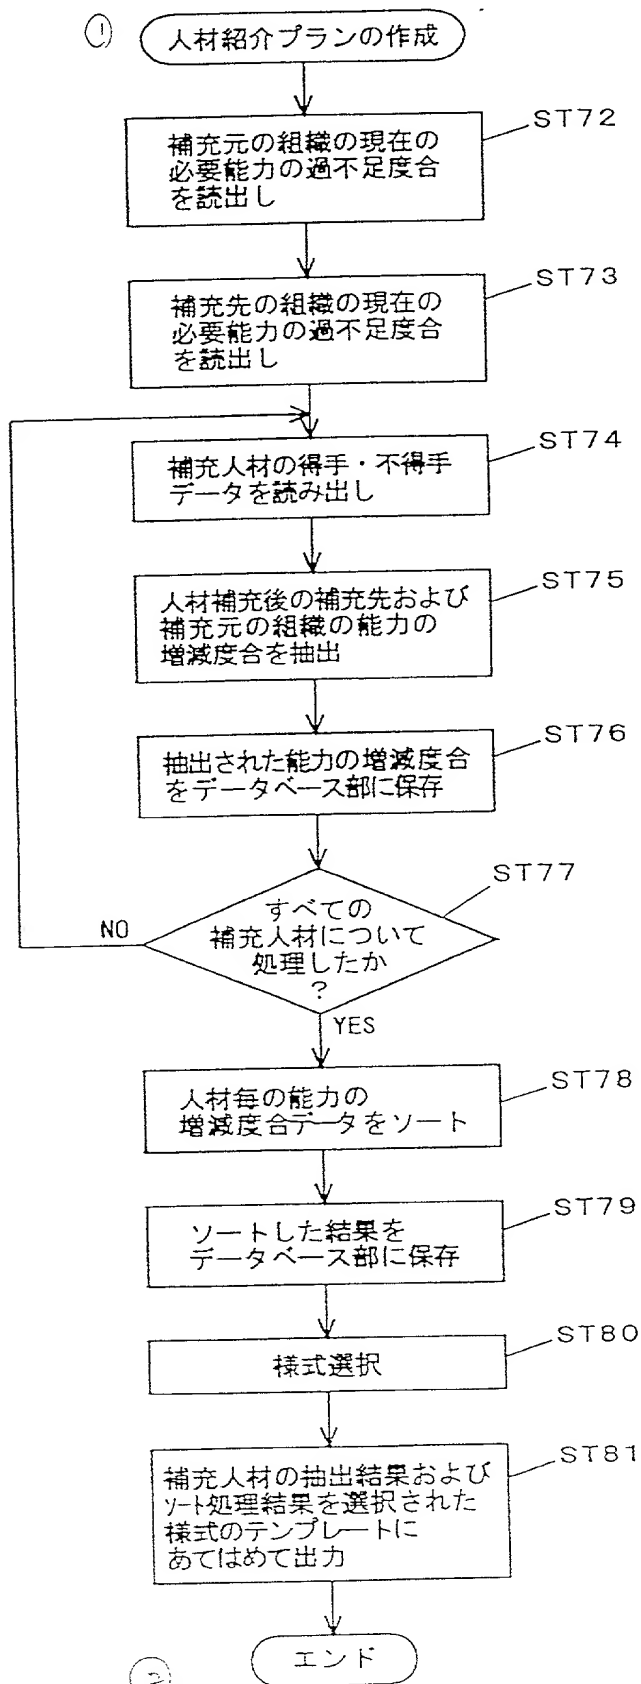 ①
人材紹介プランの作成
ST72
補充元の組織の現在の
必要能力の過不足度合
を読出し
ST73
補充先の組織の現在の
必要能力の過不足度合
を読出し
ST74
補充人材の得手・不得手
データを読み出し
ST75
人材補充後の補充先および
補充元の組織の能力の
増減度合を抽出
ST76
抽出された能力の増減度合
をデータベース部に保存
ST77
すべての
補充人材について
処理したか
?
NO
YES
ST78
人材毎の能力の
増減度合データをソート
ST79
ソートした結果を
データベース部に保存
ST80
様式選択
ST81
補充人材の抽出結果および
ソート処理結果を選択された
様式のテンプレートに
あてはめて出力
エンド